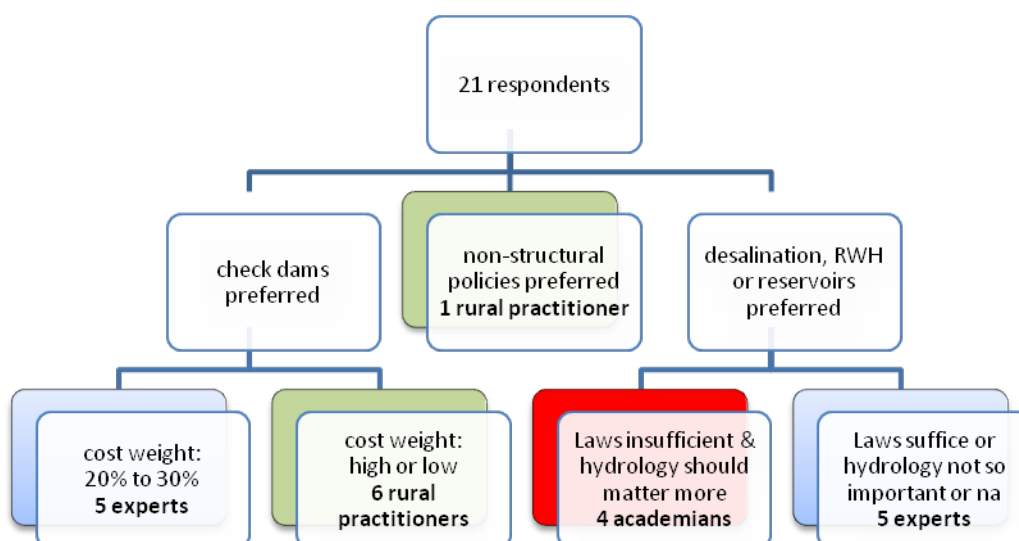 21 respondents
check dams
preferred
non-structural
policies preferred
1 rural practitioner
desalination, RWH
or reservoirs
preferred
cost weight:
20% to 30%
5 experts
cost weight:
high or low
6 rural
practitioners
Laws insufficient &
hydrology should
matter more
4 academians
Laws suffice or
hydrology not so
important or na
5 experts